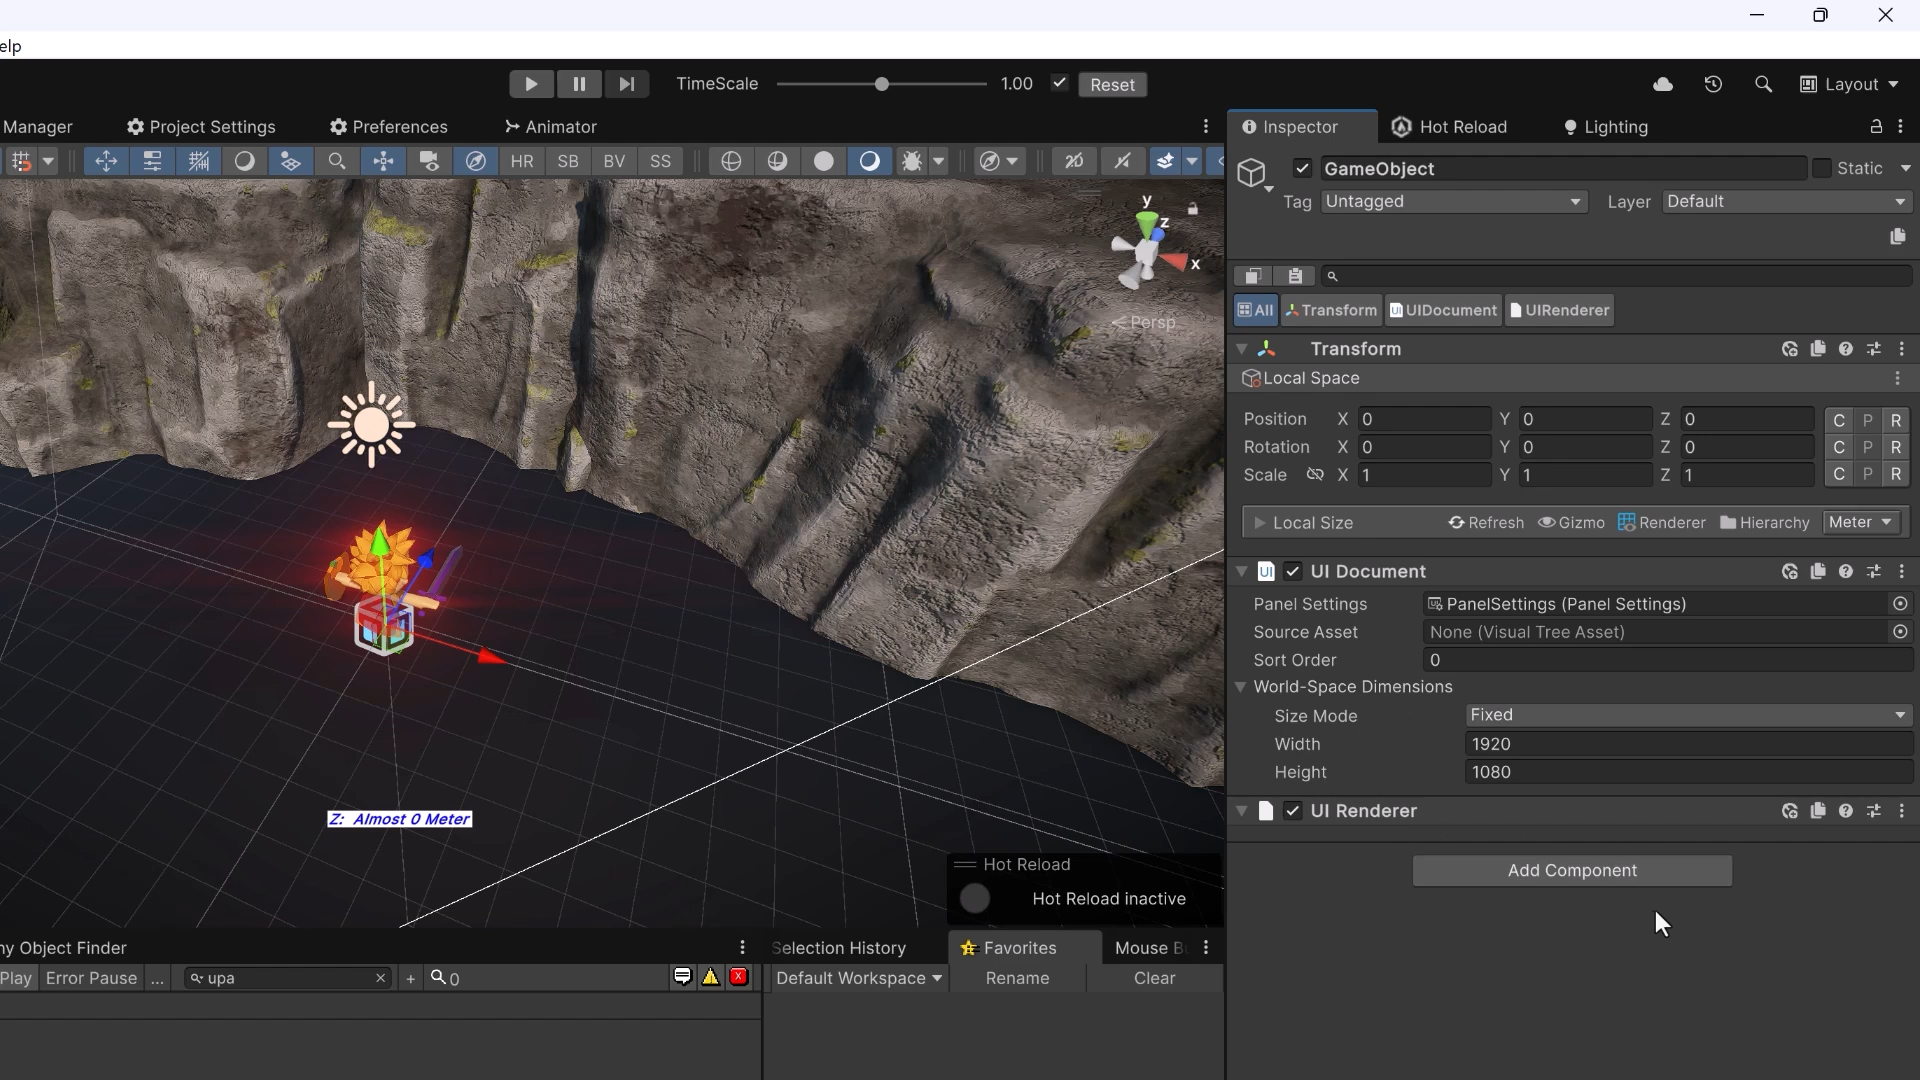 elp
TimeScale 1.00 Reset
Layout
Manager Project Settings Preferences Animator
Inspector Hot Reload Lighting
HR SB BV SS
2D
GameObject Static
Tag Untagged Layer Default
All Transform UIDocument UIRenderer
Transform
Local Space
Position X 0 Y 0 Z 0 C P R
Rotation X 0 Y 0 Z 0 C P R
Scale X 1 Y 1 Z 1 C P R
Local Size Refresh Gizmo Renderer Hierarchy Meter
UI UI Document
Panel Settings PanelSettings (Panel Settings)
Source Asset None (Visual Tree Asset)
Sort Order 0
World-Space Dimensions
Size Mode Fixed
Width 1920
Height 1080
UI Renderer
Add Component
y
z
x
Persp
Z: Almost 0 Meter
Hot Reload
Hot Reload inactive
ny Object Finder
Selection History Favorites Mouse B
Play Error Pause ... upa + 0
Default Workspace Rename Clear